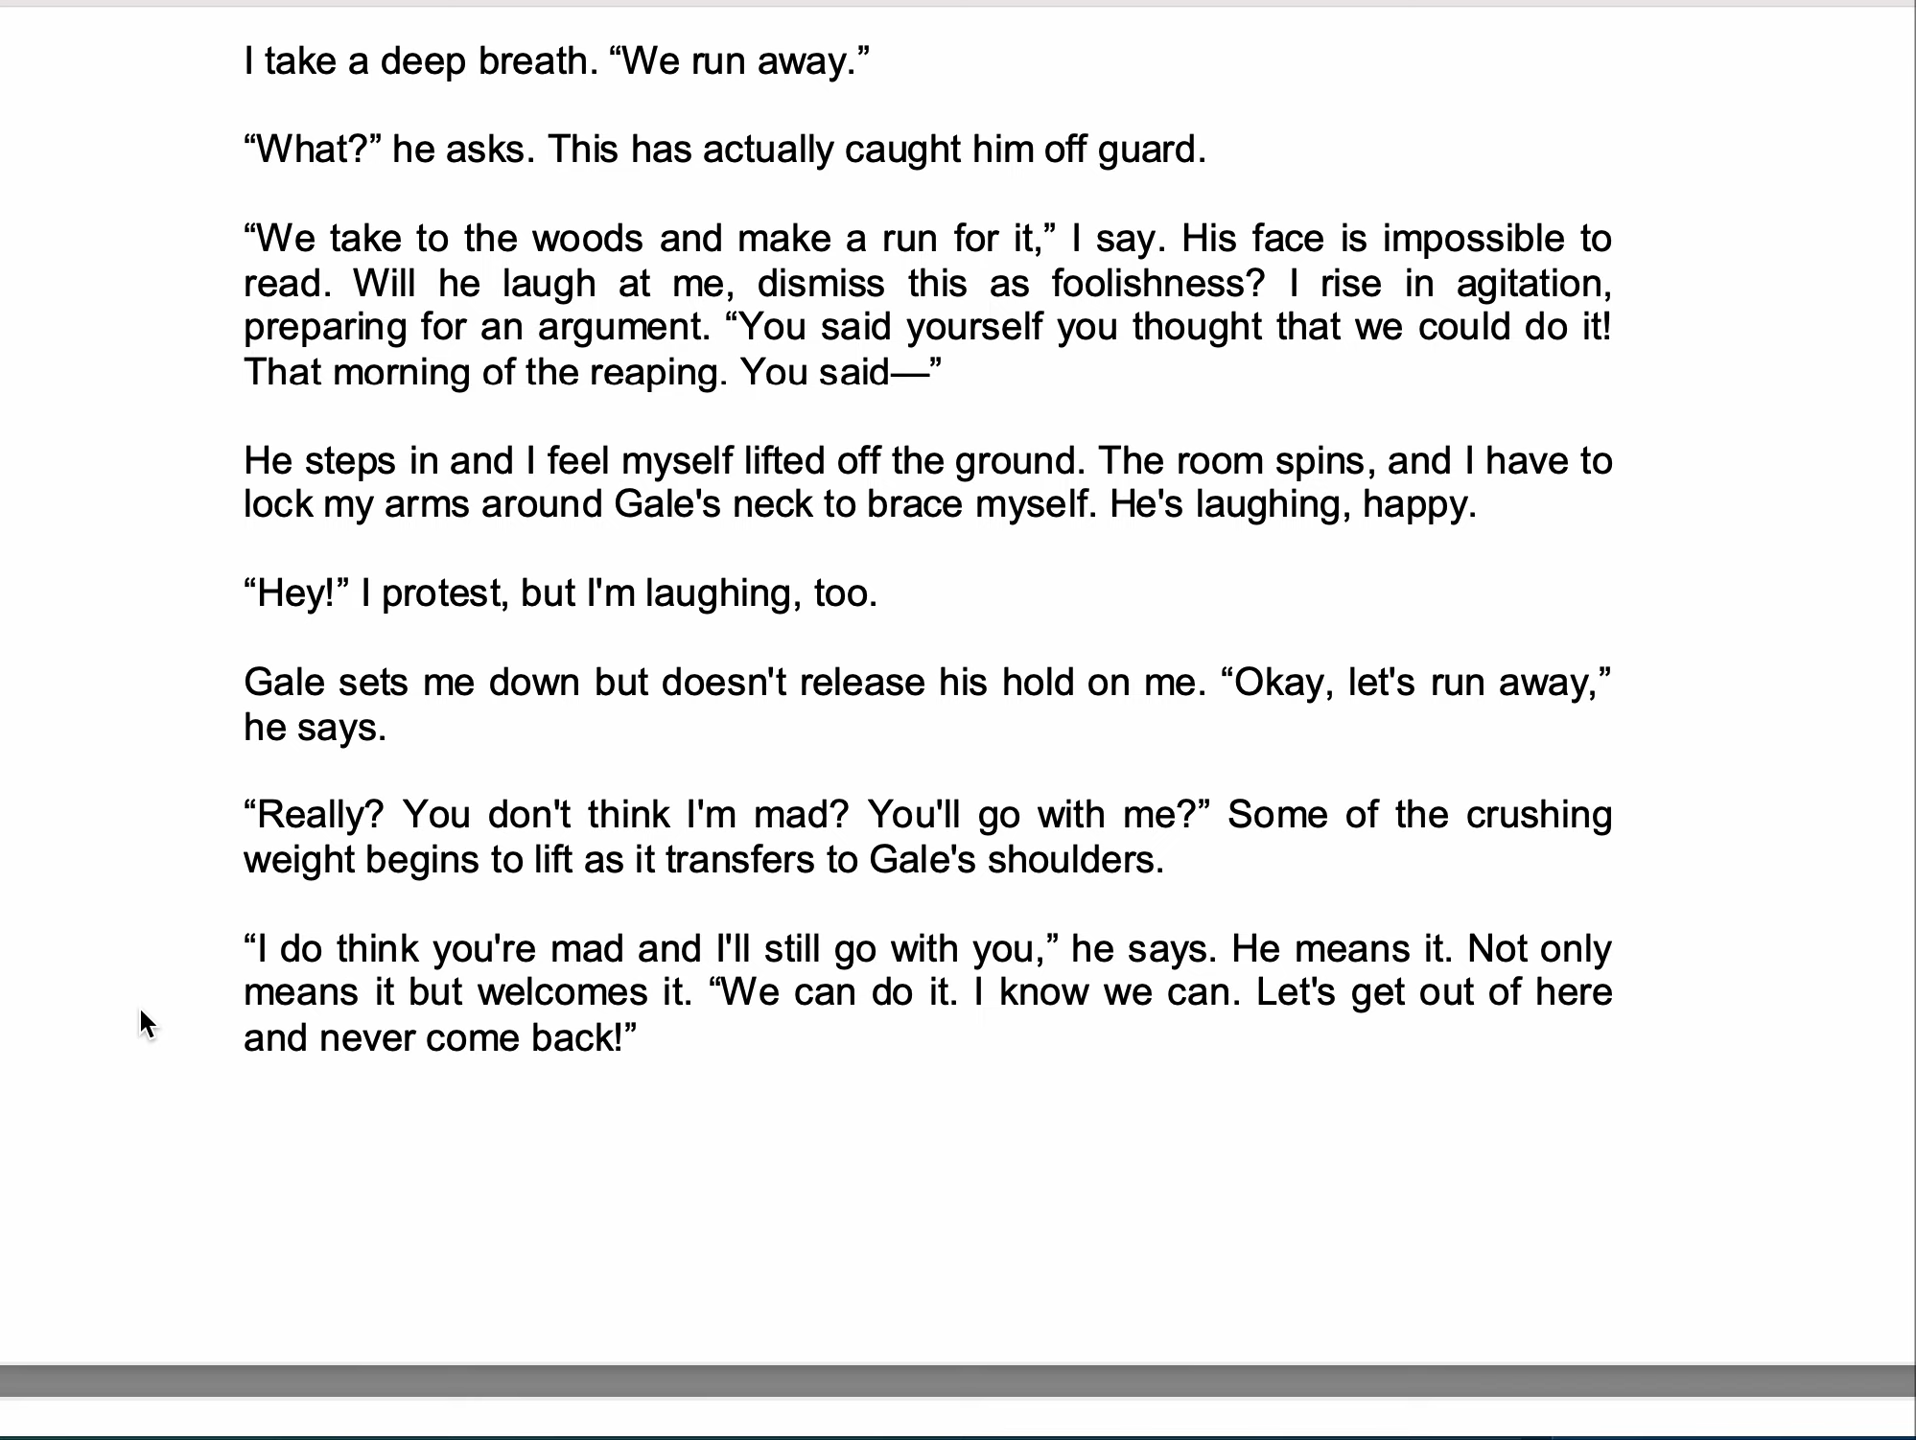 I take a deep breath. “We run away.”
“What?” he asks. This has actually caught him off guard.
“We take to the woods and make a run for it,” I say. His face is impossible to
read. Will he laugh at me, dismiss this as foolishness? I rise in agitation,
preparing for an argument. “You said yourself you thought that we could do it!
That morning of the reaping. You said—”
He steps in and I feel myself lifted off the ground. The room spins, and I have to
lock my arms around Gale's neck to brace myself. He's laughing, happy.
“Hey!” I protest, but I'm laughing, too.
Gale sets me down but doesn't release his hold on me. “Okay, let's run away,”
he says.
“Really? You don't think I'm mad? You'll go with me?” Some of the crushing
weight begins to lift as it transfers to Gale's shoulders.
“I do think you're mad and I'll still go with you,” he says. He means it. Not only
means it but welcomes it. “We can do it. I know we can. Let's get out of here
and never come back!”